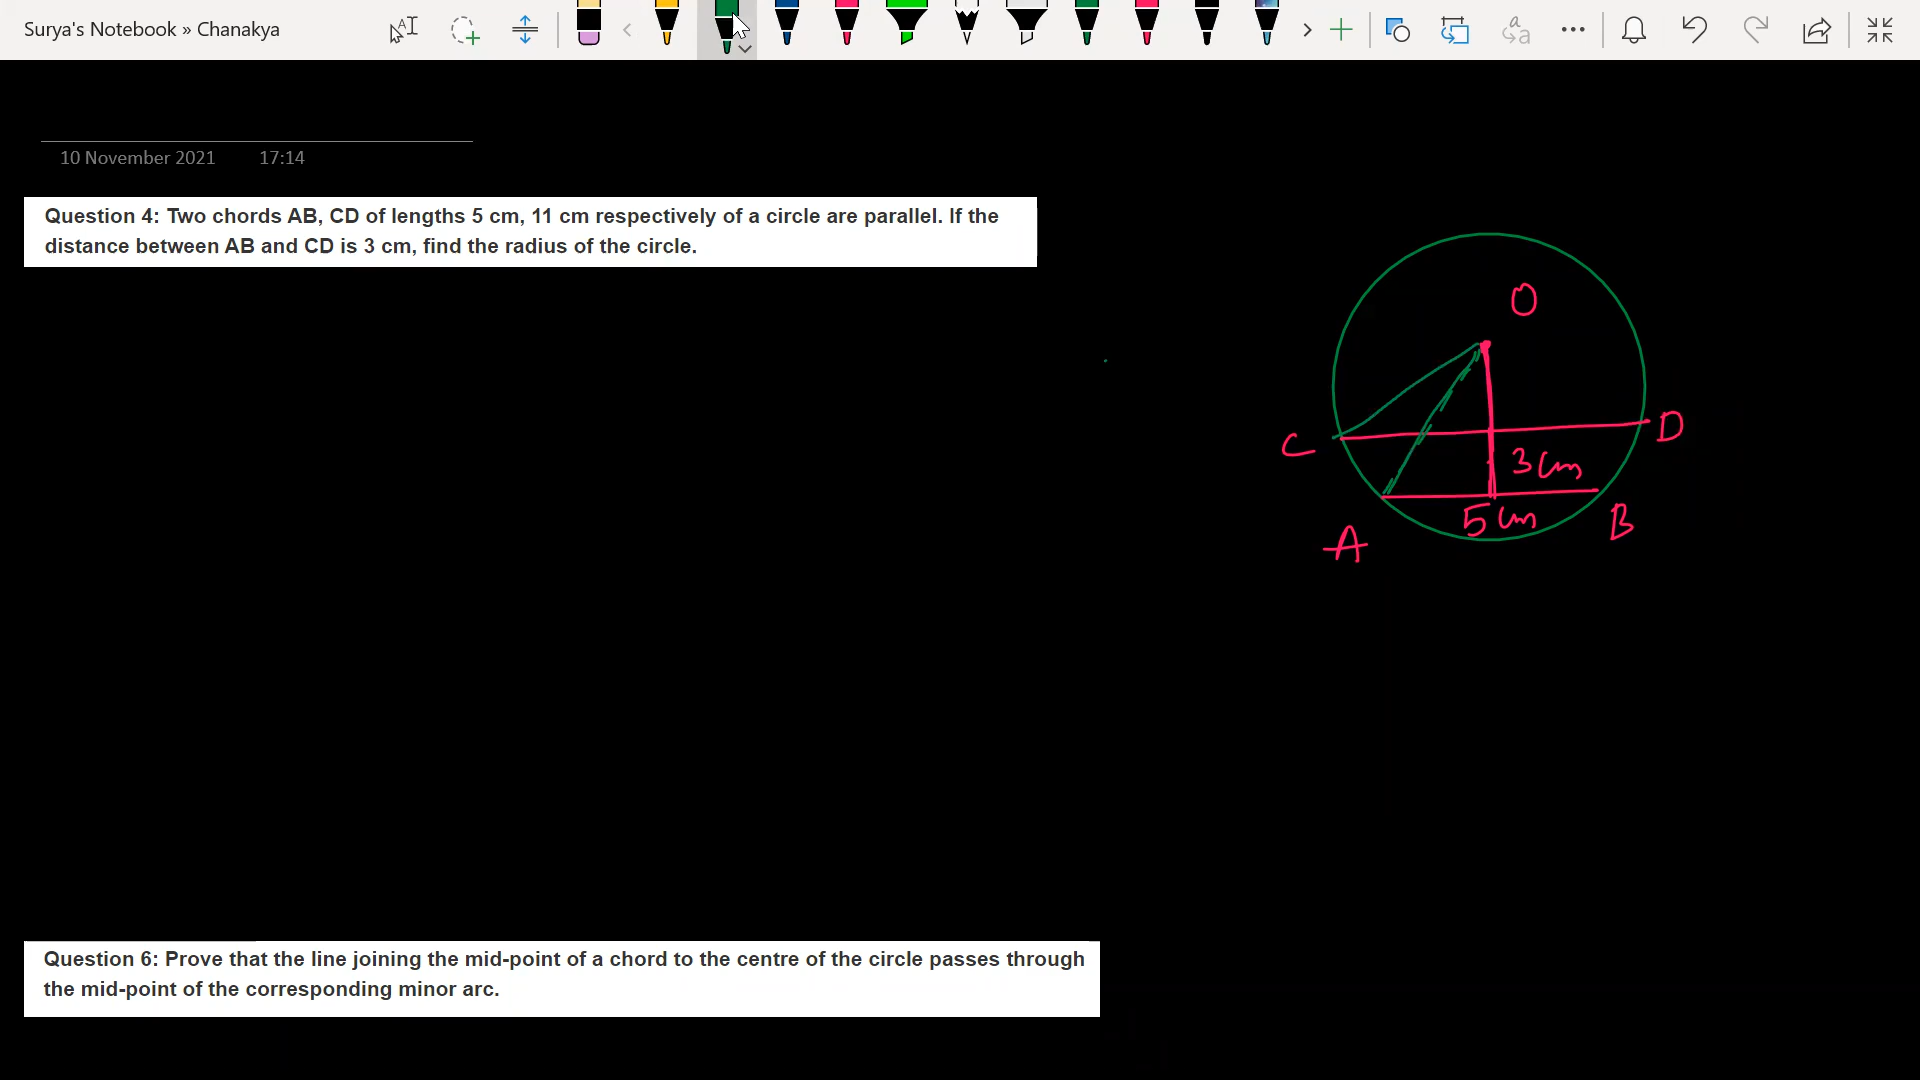 Surya's Notebook » Chanakya
10 November 2021 17:14
Question 4: Two chords AB, CD of lengths 5 cm, 11 cm respectively of a circle are parallel. If the
distance between AB and CD is 3 cm, find the radius of the circle.
O
C
D
3 cm
5 cm
A
B
Question 6: Prove that the line joining the mid-point of a chord to the centre of the circle passes through
the mid-point of the corresponding minor arc.